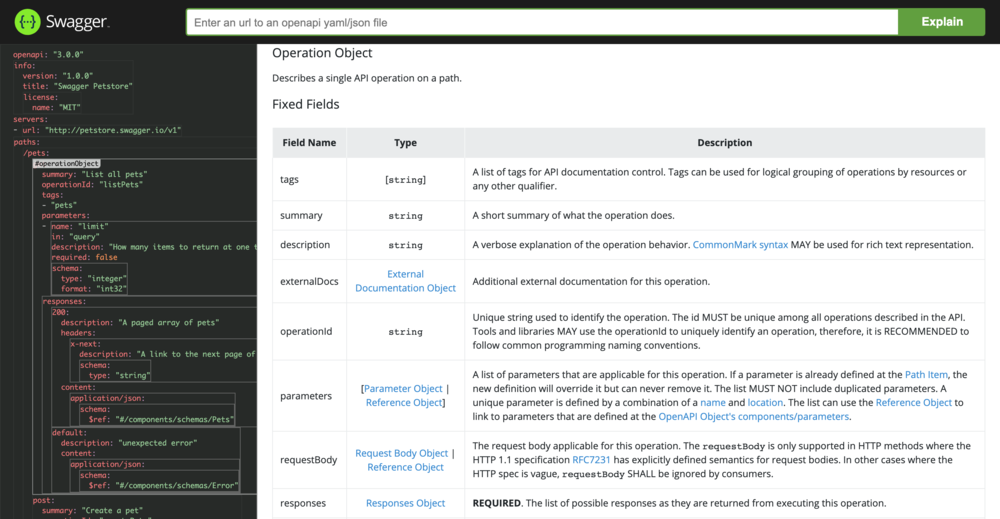 Swagger.
Enter an url to an openapi yaml/json file
Explain
openapi: "3.0.0"
info:
version: "1.0.0"
title: "Swagger Petstore"
license:
name: "MIT"
servers:
- url: "http://petstore.swagger.io/v1"
paths:
/pets:
#operationObject
summary: "List all pets"
operationId: "listPets"
tags:
- "pets"
parameters:
- name: "limit"
in: "query"
description: "How many items to return at one t
required: false
schema:
type: "integer"
format: "int32"
responses:
200:
description: "A paged array of pets"
headers:
x-next:
description: "A link to the next page of
schema:
type: "string"
content:
application/json:
schema:
$ref: "#/components/schemas/Pets"
default:
description: "unexpected error"
content:
application/json:
schema:
$ref: "#/components/schemas/Error"
post:
summary: "Create a pet"
Operation Object
Describes a single API operation on a path.
Fixed Fields
Field Name Type Description
tags [string] A list of tags for API documentation control. Tags can be used for logical grouping of operations by resources or
any other qualifier.
summary string A short summary of what the operation does.
description string A verbose explanation of the operation behavior. CommonMark syntax MAY be used for rich text representation.
externalDocs External
Documentation Object Additional external documentation for this operation.
operationId string Unique string used to identify the operation. The id MUST be unique among all operations described in the API.
Tools and libraries MAY use the operationId to uniquely identify an operation, therefore, it is RECOMMENDED to
follow common programming naming conventions.
parameters [Parameter Object |
Reference Object] A list of parameters that are applicable for this operation. If a parameter is already defined at the Path Item, the
new definition will override it but can never remove it. The list MUST NOT include duplicated parameters. A
unique parameter is defined by a combination of a name and location. The list can use the Reference Object to
link to parameters that are defined at the OpenAPI Object's components/parameters.
requestBody Request Body Object |
Reference Object The request body applicable for this operation. The requestBody is only supported in HTTP methods where the
HTTP 1.1 specification RFC7231 has explicitly defined semantics for request bodies. In other cases where the
HTTP spec is vague, requestBody SHALL be ignored by consumers.
responses Responses Object REQUIRED. The list of possible responses as they are returned from executing this operation.